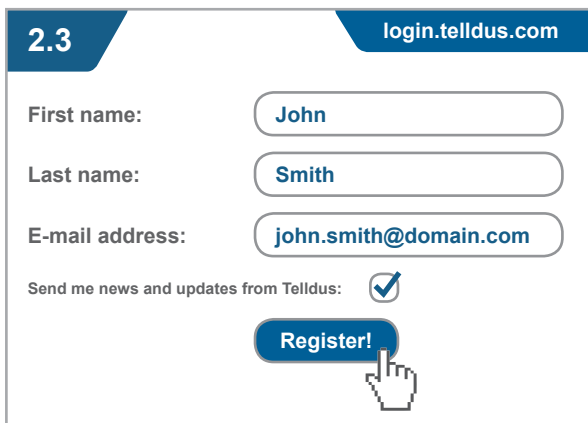 2.3
login.telldus.com
First name: John
Last name: Smith
E-mail address: john.smith@domain.com
Send me news and updates from Telldus:
Register!